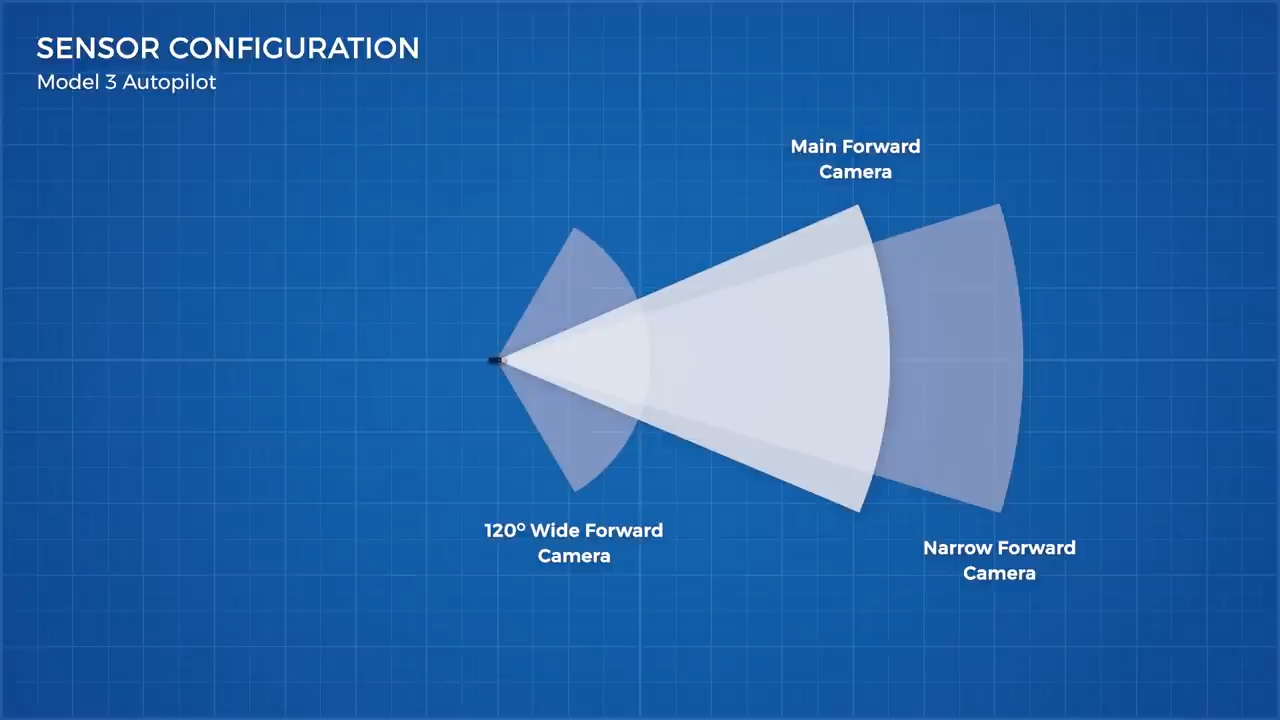 SENSOR CONFIGURATION
Model 3 Autopilot
Main Forward
Camera
120° Wide Forward
Camera
Narrow Forward
Camera